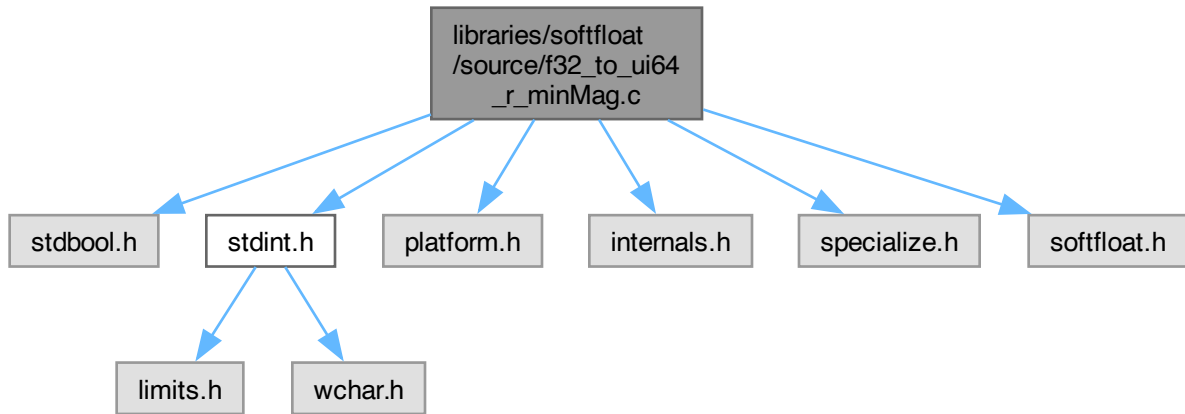 libraries/softfloat
/source/f32_to_ui64
_r_minMag.c
stdbool.h
stdint.h
platform.h
internals.h
specialize.h
softfloat.h
limits.h
wchar.h